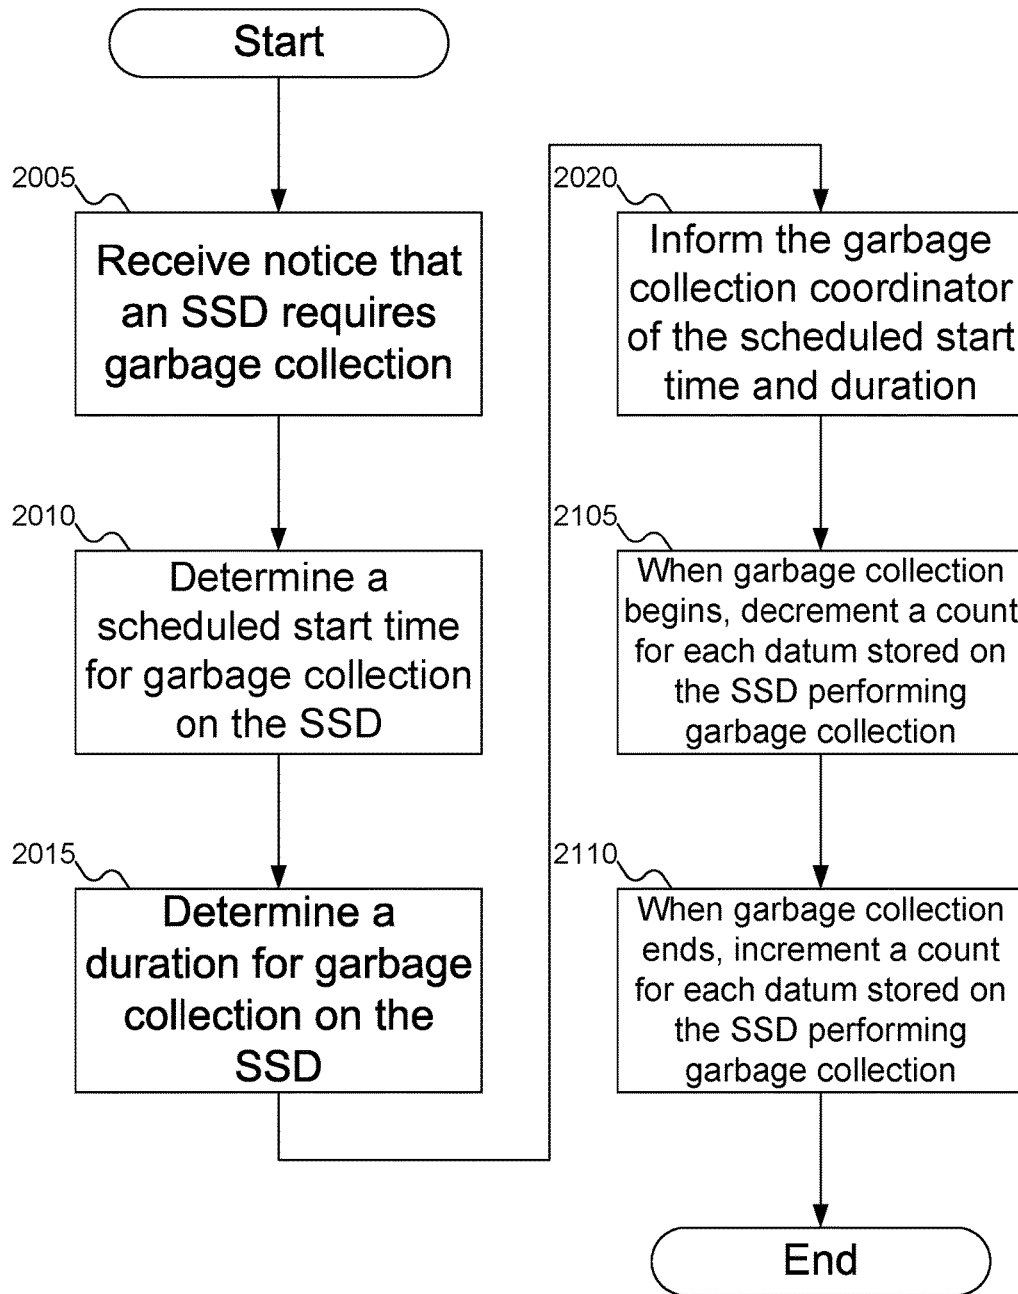 Start
2005
Receive notice that
an SSD requires
garbage collection
2010
Determine a
scheduled start time
for garbage collection
on the SSD
2015
Determine a
duration for garbage
collection on the
SSD
2020
Inform the garbage
collection coordinator
of the scheduled start
time and duration
2105
When garbage collection
begins, decrement a count
for each datum stored on
the SSD performing
garbage collection
2110
When garbage collection
ends, increment a count
for each datum stored on
the SSD performing
garbage collection
End